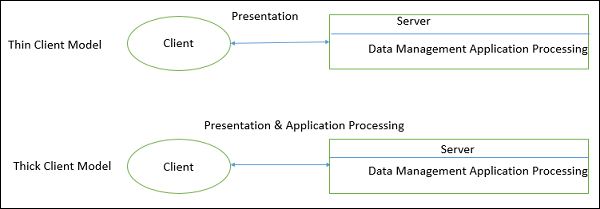 Presentation
Server
Thin Client Model
Client
Data Management Application Processing
Presentation & Application Processing
Server
Thick Client Model
Client
Data Management Application Processing